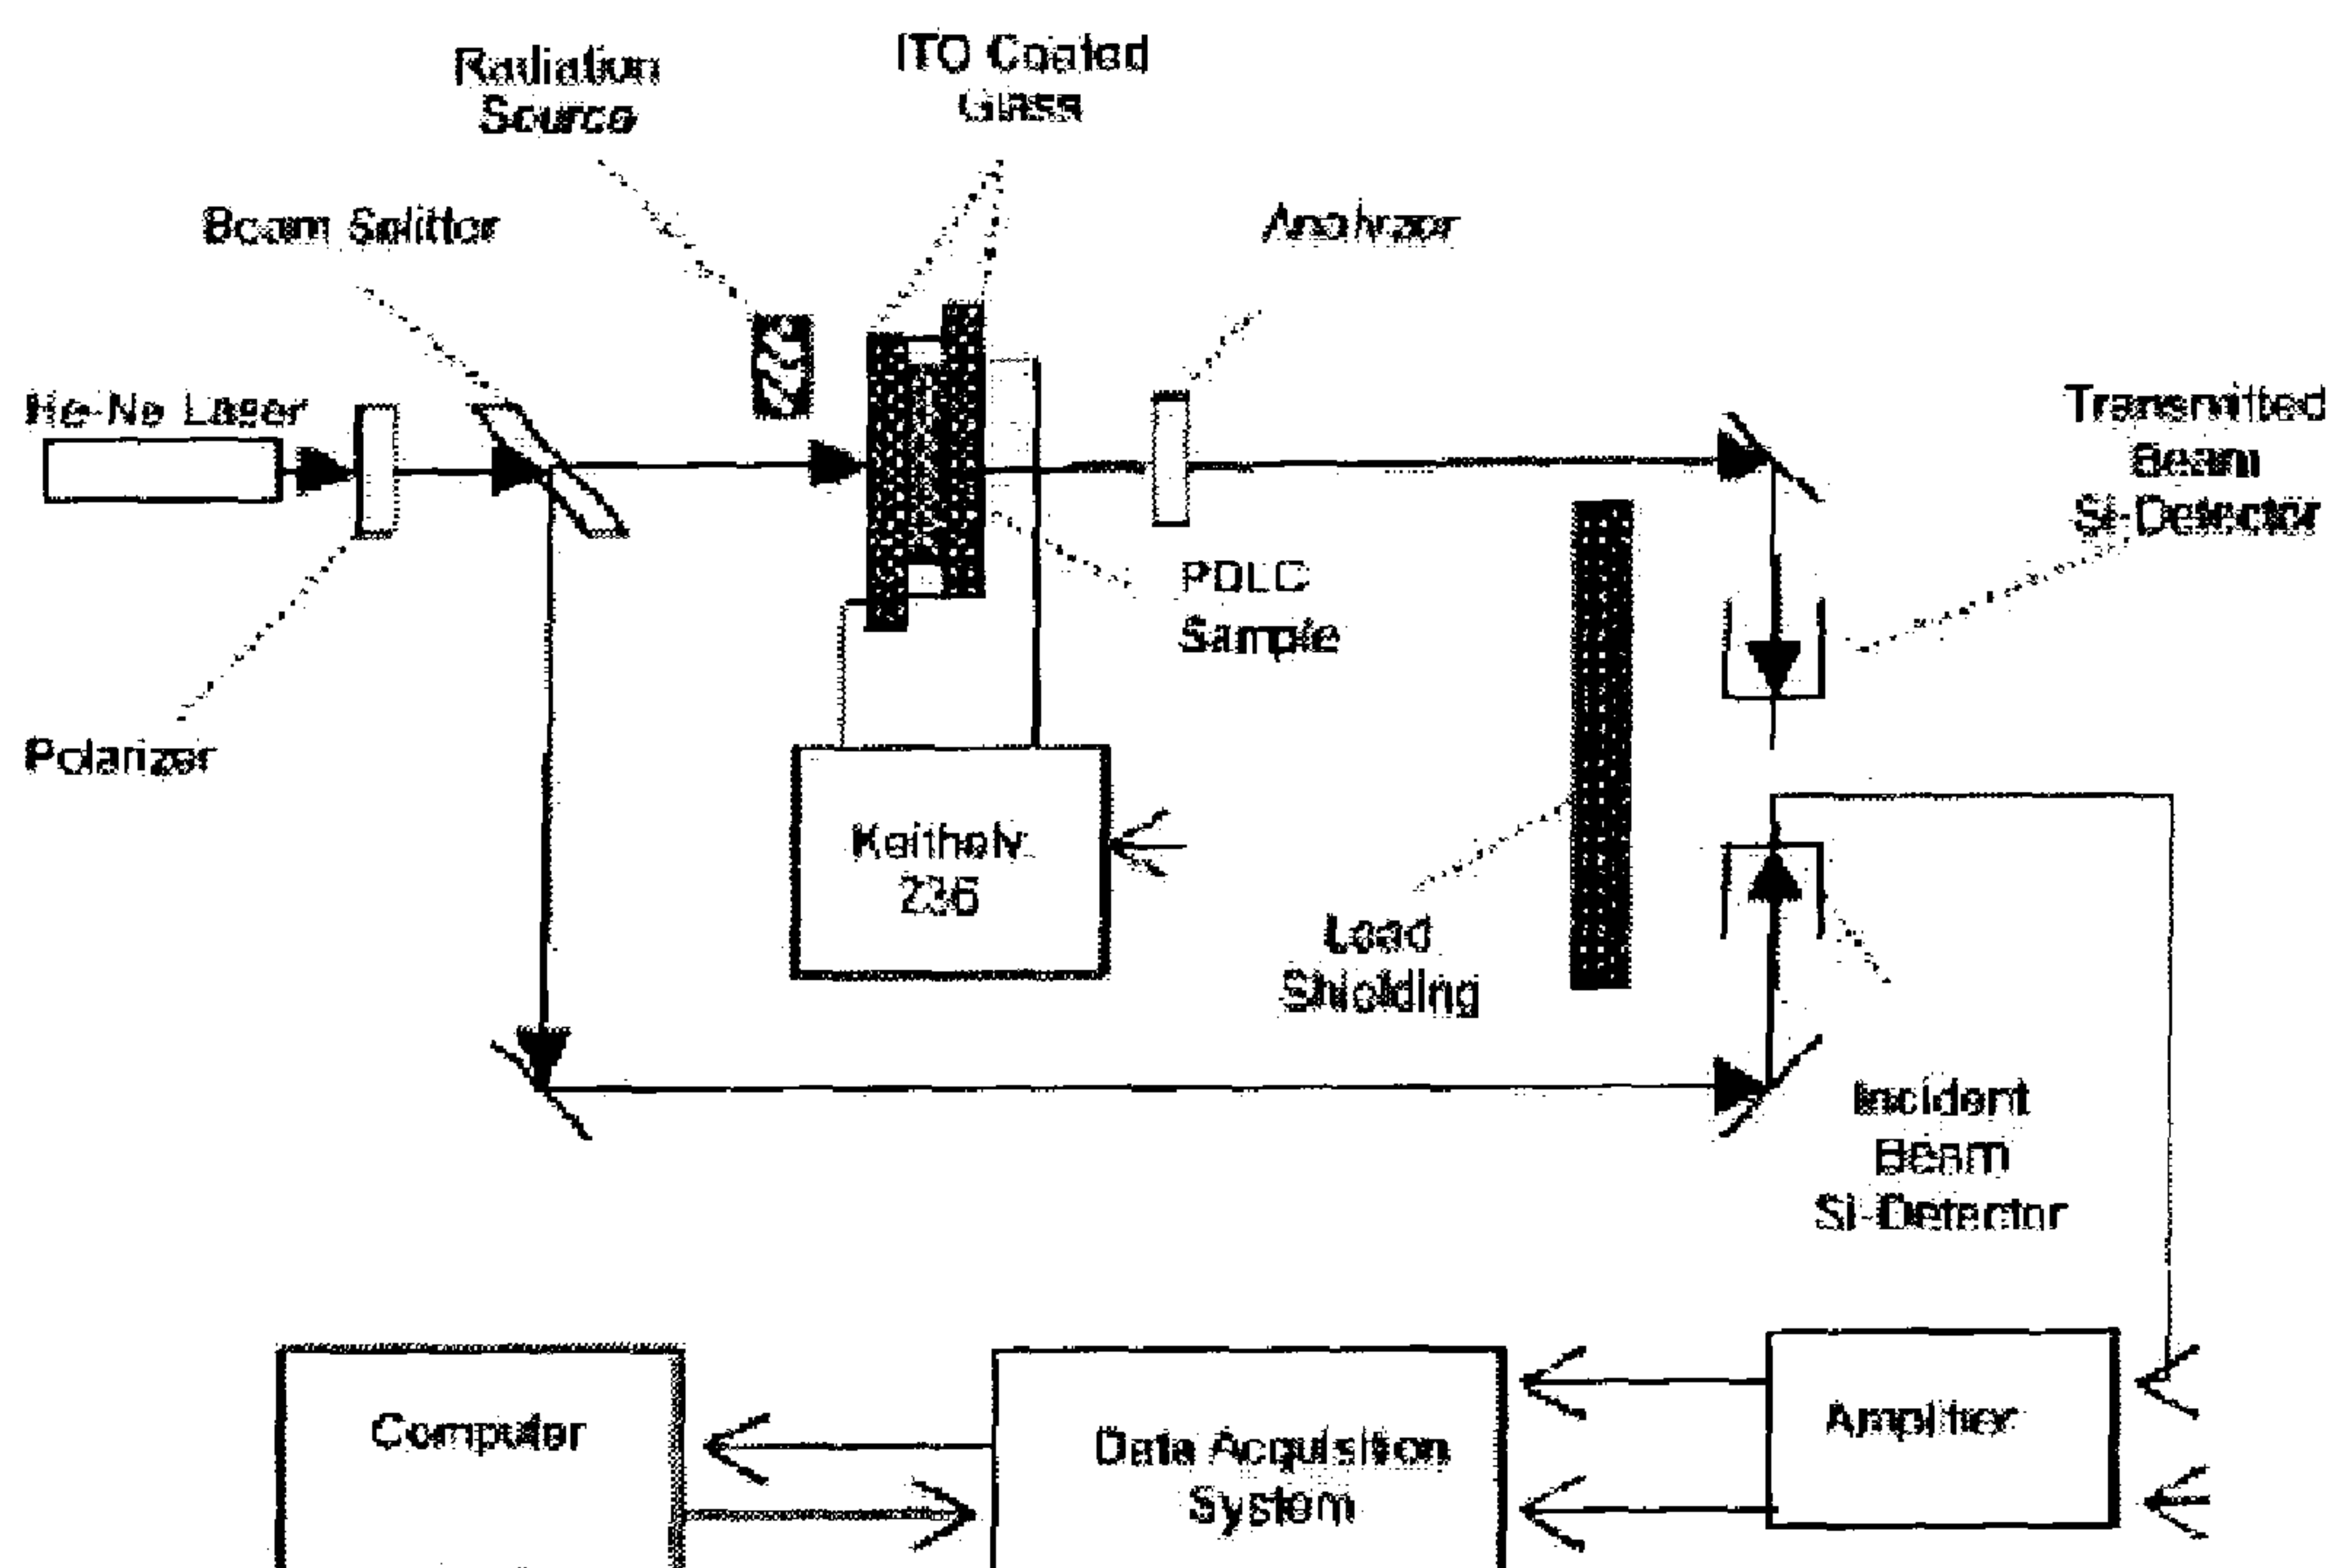 Radiation
Source
ITO Coated
Glass
Beam Splitter
Analyzer
He-Ne Laser
Transmitted
Beam
Si-Detector
PDLC
Sample
Polarizer
Keithely
236
Lead
Shielding
Incident
Beam
Si-Detector
Computer
Data Acquisition
System
Amplifier